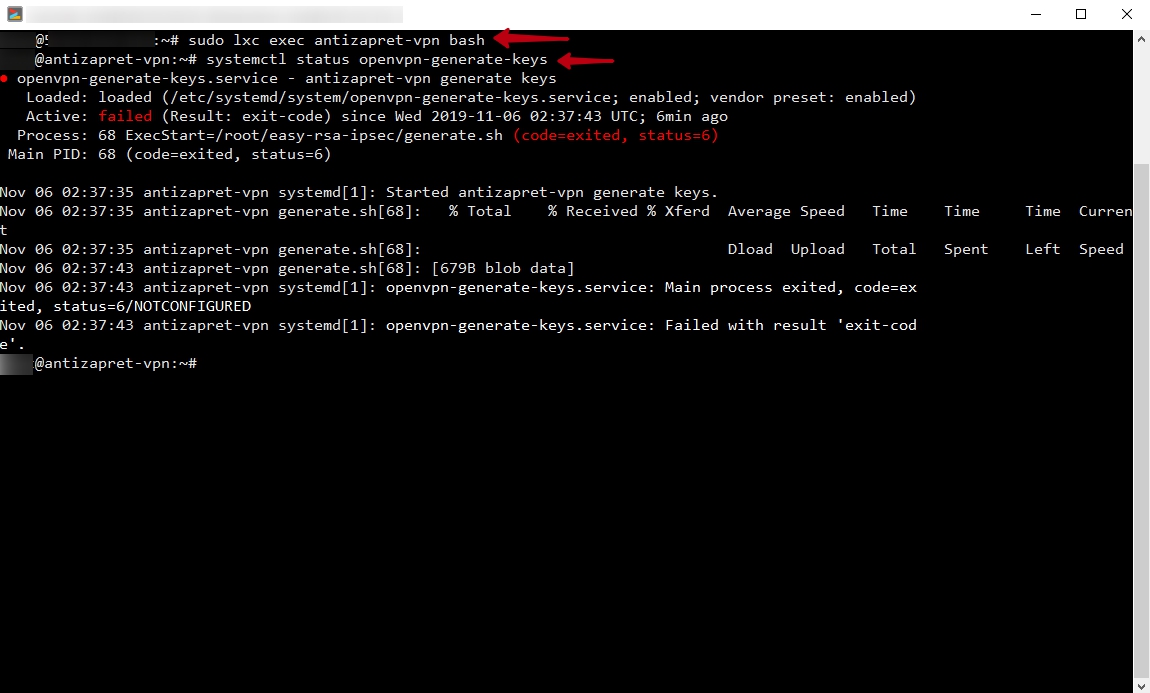 @5 :~# sudo lxc exec antizapret-vpn bash
@antizapret-vpn:~# systemctl status openvpn-generate-keys
● openvpn-generate-keys.service - antizapret-vpn generate keys
Loaded: loaded (/etc/systemd/system/openvpn-generate-keys.service; enabled; vendor preset: enabled)
Active: failed (Result: exit-code) since Wed 2019-11-06 02:37:43 UTC; 6min ago
Process: 68 ExecStart=/root/easy-rsa-ipsec/generate.sh (code=exited, status=6)
Main PID: 68 (code=exited, status=6)
Nov 06 02:37:35 antizapret-vpn systemd[1]: Started antizapret-vpn generate keys.
Nov 06 02:37:35 antizapret-vpn generate.sh[68]:   % Total    % Received % Xferd  Average Speed   Time    Time     Time  Curren
t
Nov 06 02:37:35 antizapret-vpn generate.sh[68]:                                  Dload  Upload   Total   Spent    Left  Speed
Nov 06 02:37:43 antizapret-vpn generate.sh[68]: [679B blob data]
Nov 06 02:37:43 antizapret-vpn systemd[1]: openvpn-generate-keys.service: Main process exited, code=ex
ited, status=6/NOTCONFIGURED
Nov 06 02:37:43 antizapret-vpn systemd[1]: openvpn-generate-keys.service: Failed with result 'exit-cod
e'.
@antizapret-vpn:~#